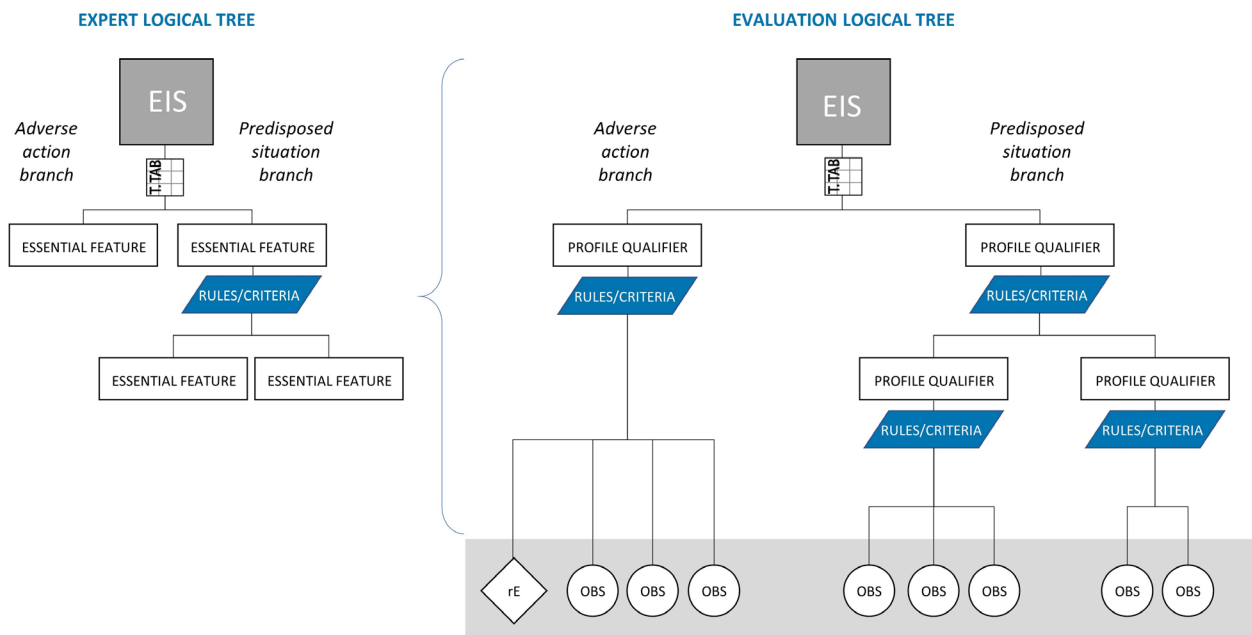 EXPERT LOGICAL TREE
EIS
Adverse
action
branch
Predisposed
situation
branch
T.TAB
ESSENTIAL FEATURE
ESSENTIAL FEATURE
RULES/CRITERIA
ESSENTIAL FEATURE
ESSENTIAL FEATURE
EVALUATION LOGICAL TREE
EIS
Adverse
action
branch
Predisposed
situation
branch
T.TAB
PROFILE QUALIFIER
PROFILE QUALIFIER
RULES/CRITERIA
RULES/CRITERIA
PROFILE QUALIFIER
PROFILE QUALIFIER
RULES/CRITERIA
RULES/CRITERIA
rE
OBS
OBS
OBS
OBS
OBS
OBS
OBS
OBS